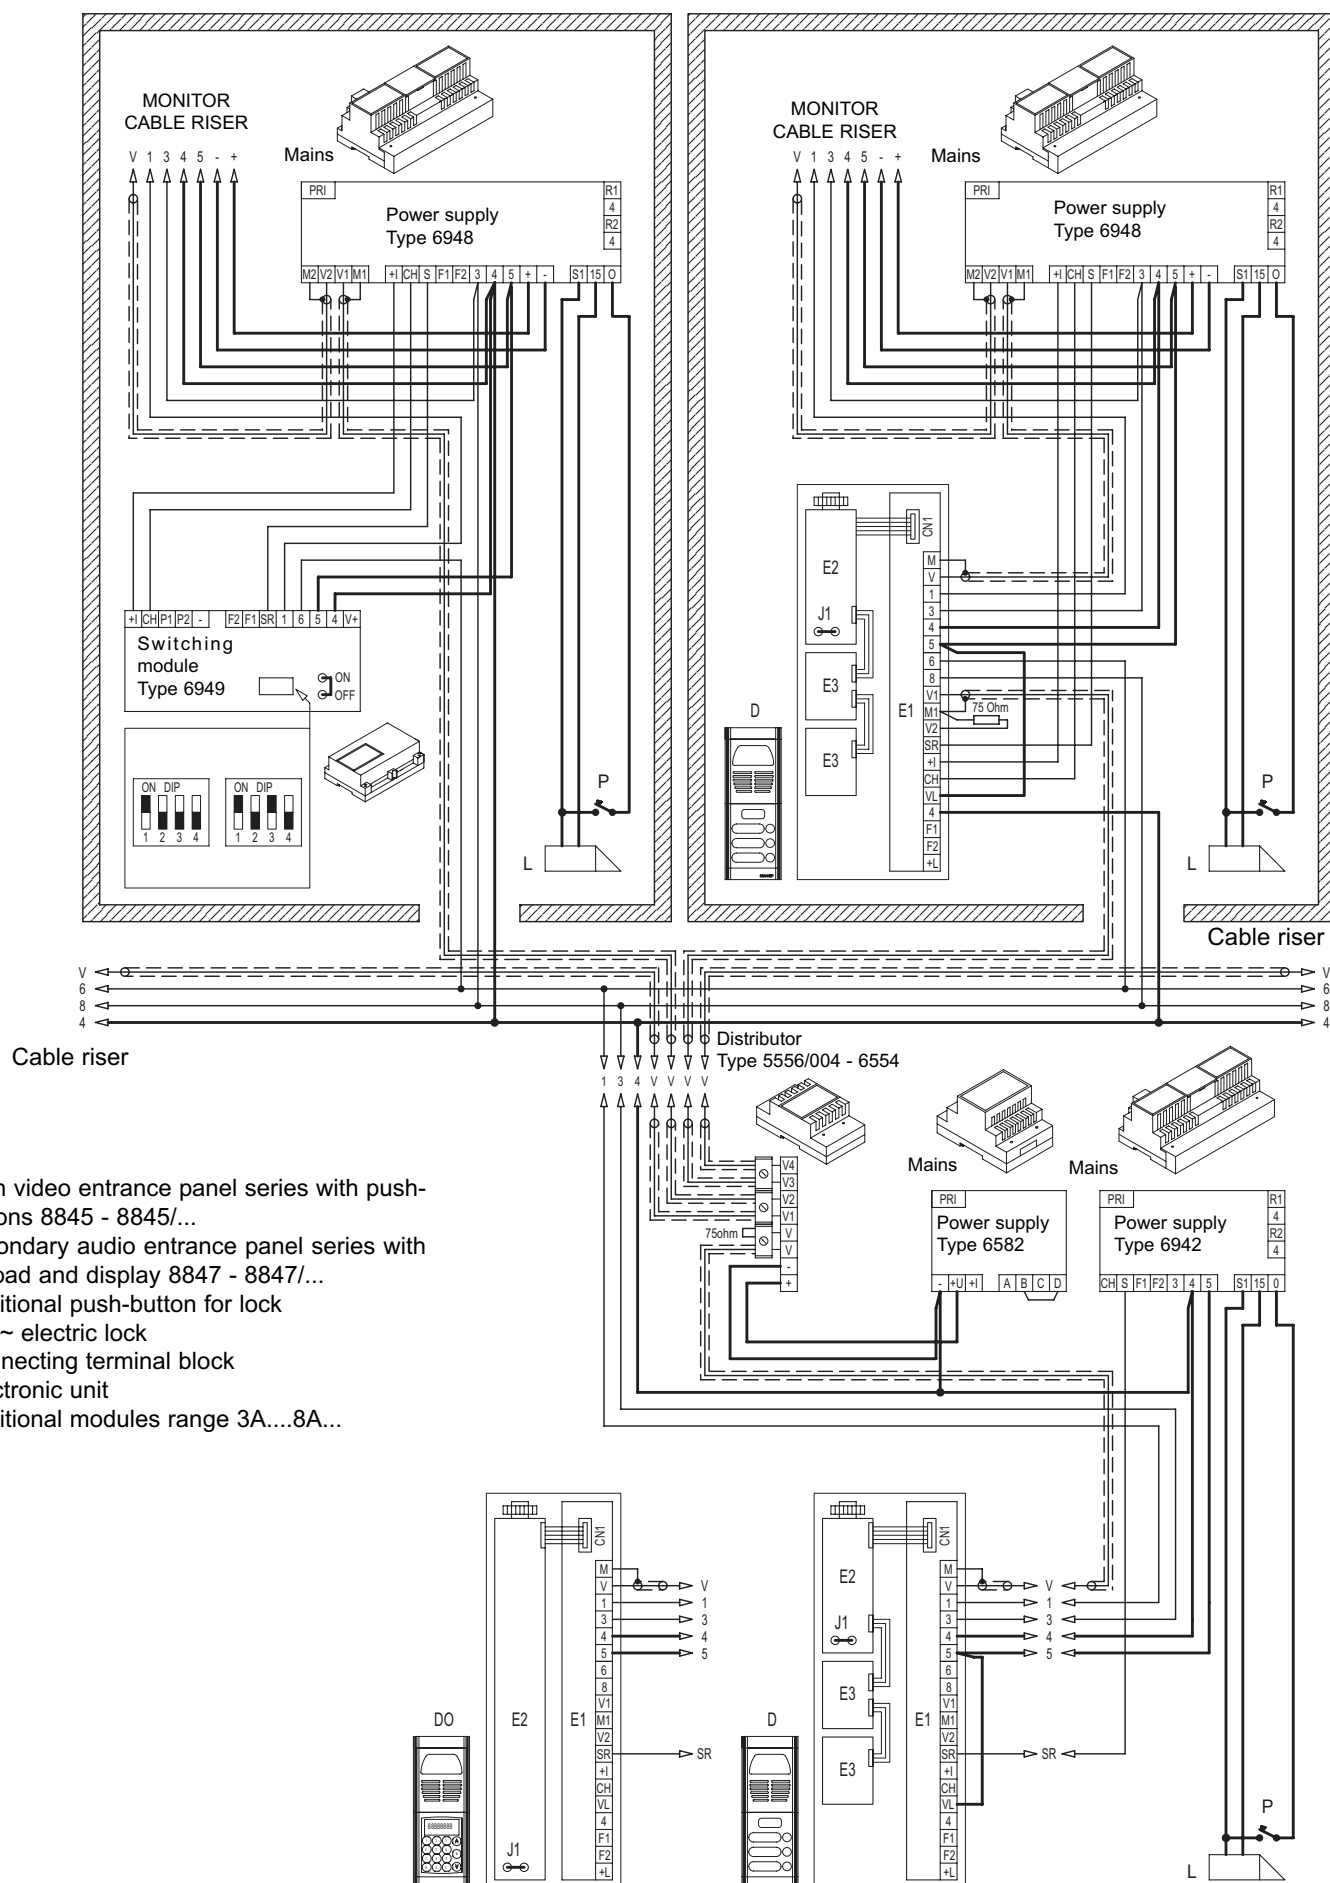 MONITOR
CABLE RISER
V 1 3 4 5 - +
Mains
PRI
R1
4
R2
4
Power supply
Type 6948
M2 V2 V1 M1 +I CH S F1 F2 3 4 5 + - S1 15 O
+I CH P1 P2 - F2 F1 SR 1 6 5 4 V+
Switching
module
Type 6949
ON
OFF
ON DIP
1 2 3 4
ON DIP
1 2 3 4
P
L
MONITOR
CABLE RISER
V 1 3 4 5 - +
Mains
PRI
R1
4
R2
4
Power supply
Type 6948
M2 V2 V1 M1 +I CH S F1 F2 3 4 5 + - S1 15 O
CN1
E2
J1
E3
E3
E1
D
M
V
1
3
4
5
6
8
V1
M1
V2
SR
+I
CH
VL
4
F1
F2
+L
75 Ohm
P
L
Cable riser
V
6
8
4
V
6
8
4
Cable riser
Distributor
Type 5556/004 - 6554
1 3 4 V V V V
V4
V3
V2
V1
V
V
-
+
75ohm
Mains
PRI
Power supply
Type 6582
- +U +I A B C D
Mains
PRI
R1
4
R2
4
Power supply
Type 6942
CH S F1 F2 3 4 5 S1 15 0
video entrance panel series with push-
8845 - 8845/...
audio entrance panel series with
and display 8847 - 8847/...
push-button for lock
~ electric lock
terminal block
unit
modules range 3A....8A...
DO
E2
J1
E1
CN1
M
V
1
3
4
5
6
8
V1
M1
V2
SR
+I
CH
VL
4
F1
F2
+L
V
1
3
4
5
SR
D
E2
J1
E3
E3
E1
CN1
M
V
1
3
4
5
6
8
V1
M1
V2
SR
+I
CH
VL
4
F1
F2
+L
V
1
3
4
5
SR
P
L